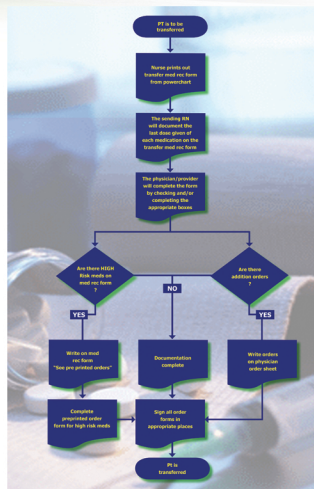 PT is to be
transferred
Nurse prints out
transfer med rec form
from powerchart
The sending RN
will document the
last dose given of
each medication on the
transfer med rec form
The physician/provider
will complete the form
by checking and/or
completing the
appropriate boxes
Are there HIGH
Risk meds on
med rec form
?
Are there
addition orders
?
NO
YES
YES
Write on med
rec form
"See pre printed orders"
Documentation
complete
Write orders
on physician
order sheet
Complete
preprinted order
form for high risk meds
Sign all order
forms in
appropriate places
Pt is
transferred